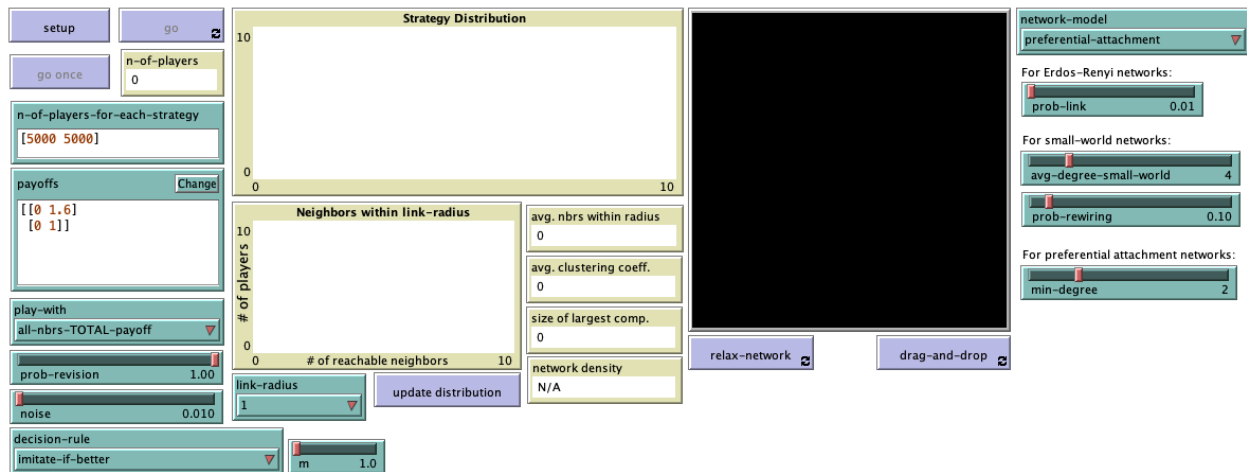 setup
go
go once
n-of-players
0
n-of-players-for-each-strategy
[5000 5000]
payoffs
Change
[[0 1.6]
[0 1]]
play-with
all-nbrs-TOTAL-payoff
prob-revision 1.00
noise 0.010
decision-rule
imitate-if-better
m 1.0
Strategy Distribution
10
0
0 10
Neighbors within link-radius
# of players
10
0
0 # of reachable neighbors 10
link-radius
1
update distribution
avg. nbrs within radius
0
avg. clustering coeff.
0
size of largest comp.
0
network density
N/A
relax-network
drag-and-drop
network-model
preferential-attachment
For Erdos-Renyi networks:
prob-link 0.01
For small-world networks:
avg-degree-small-world 4
prob-rewiring 0.10
For preferential attachment networks:
min-degree 2